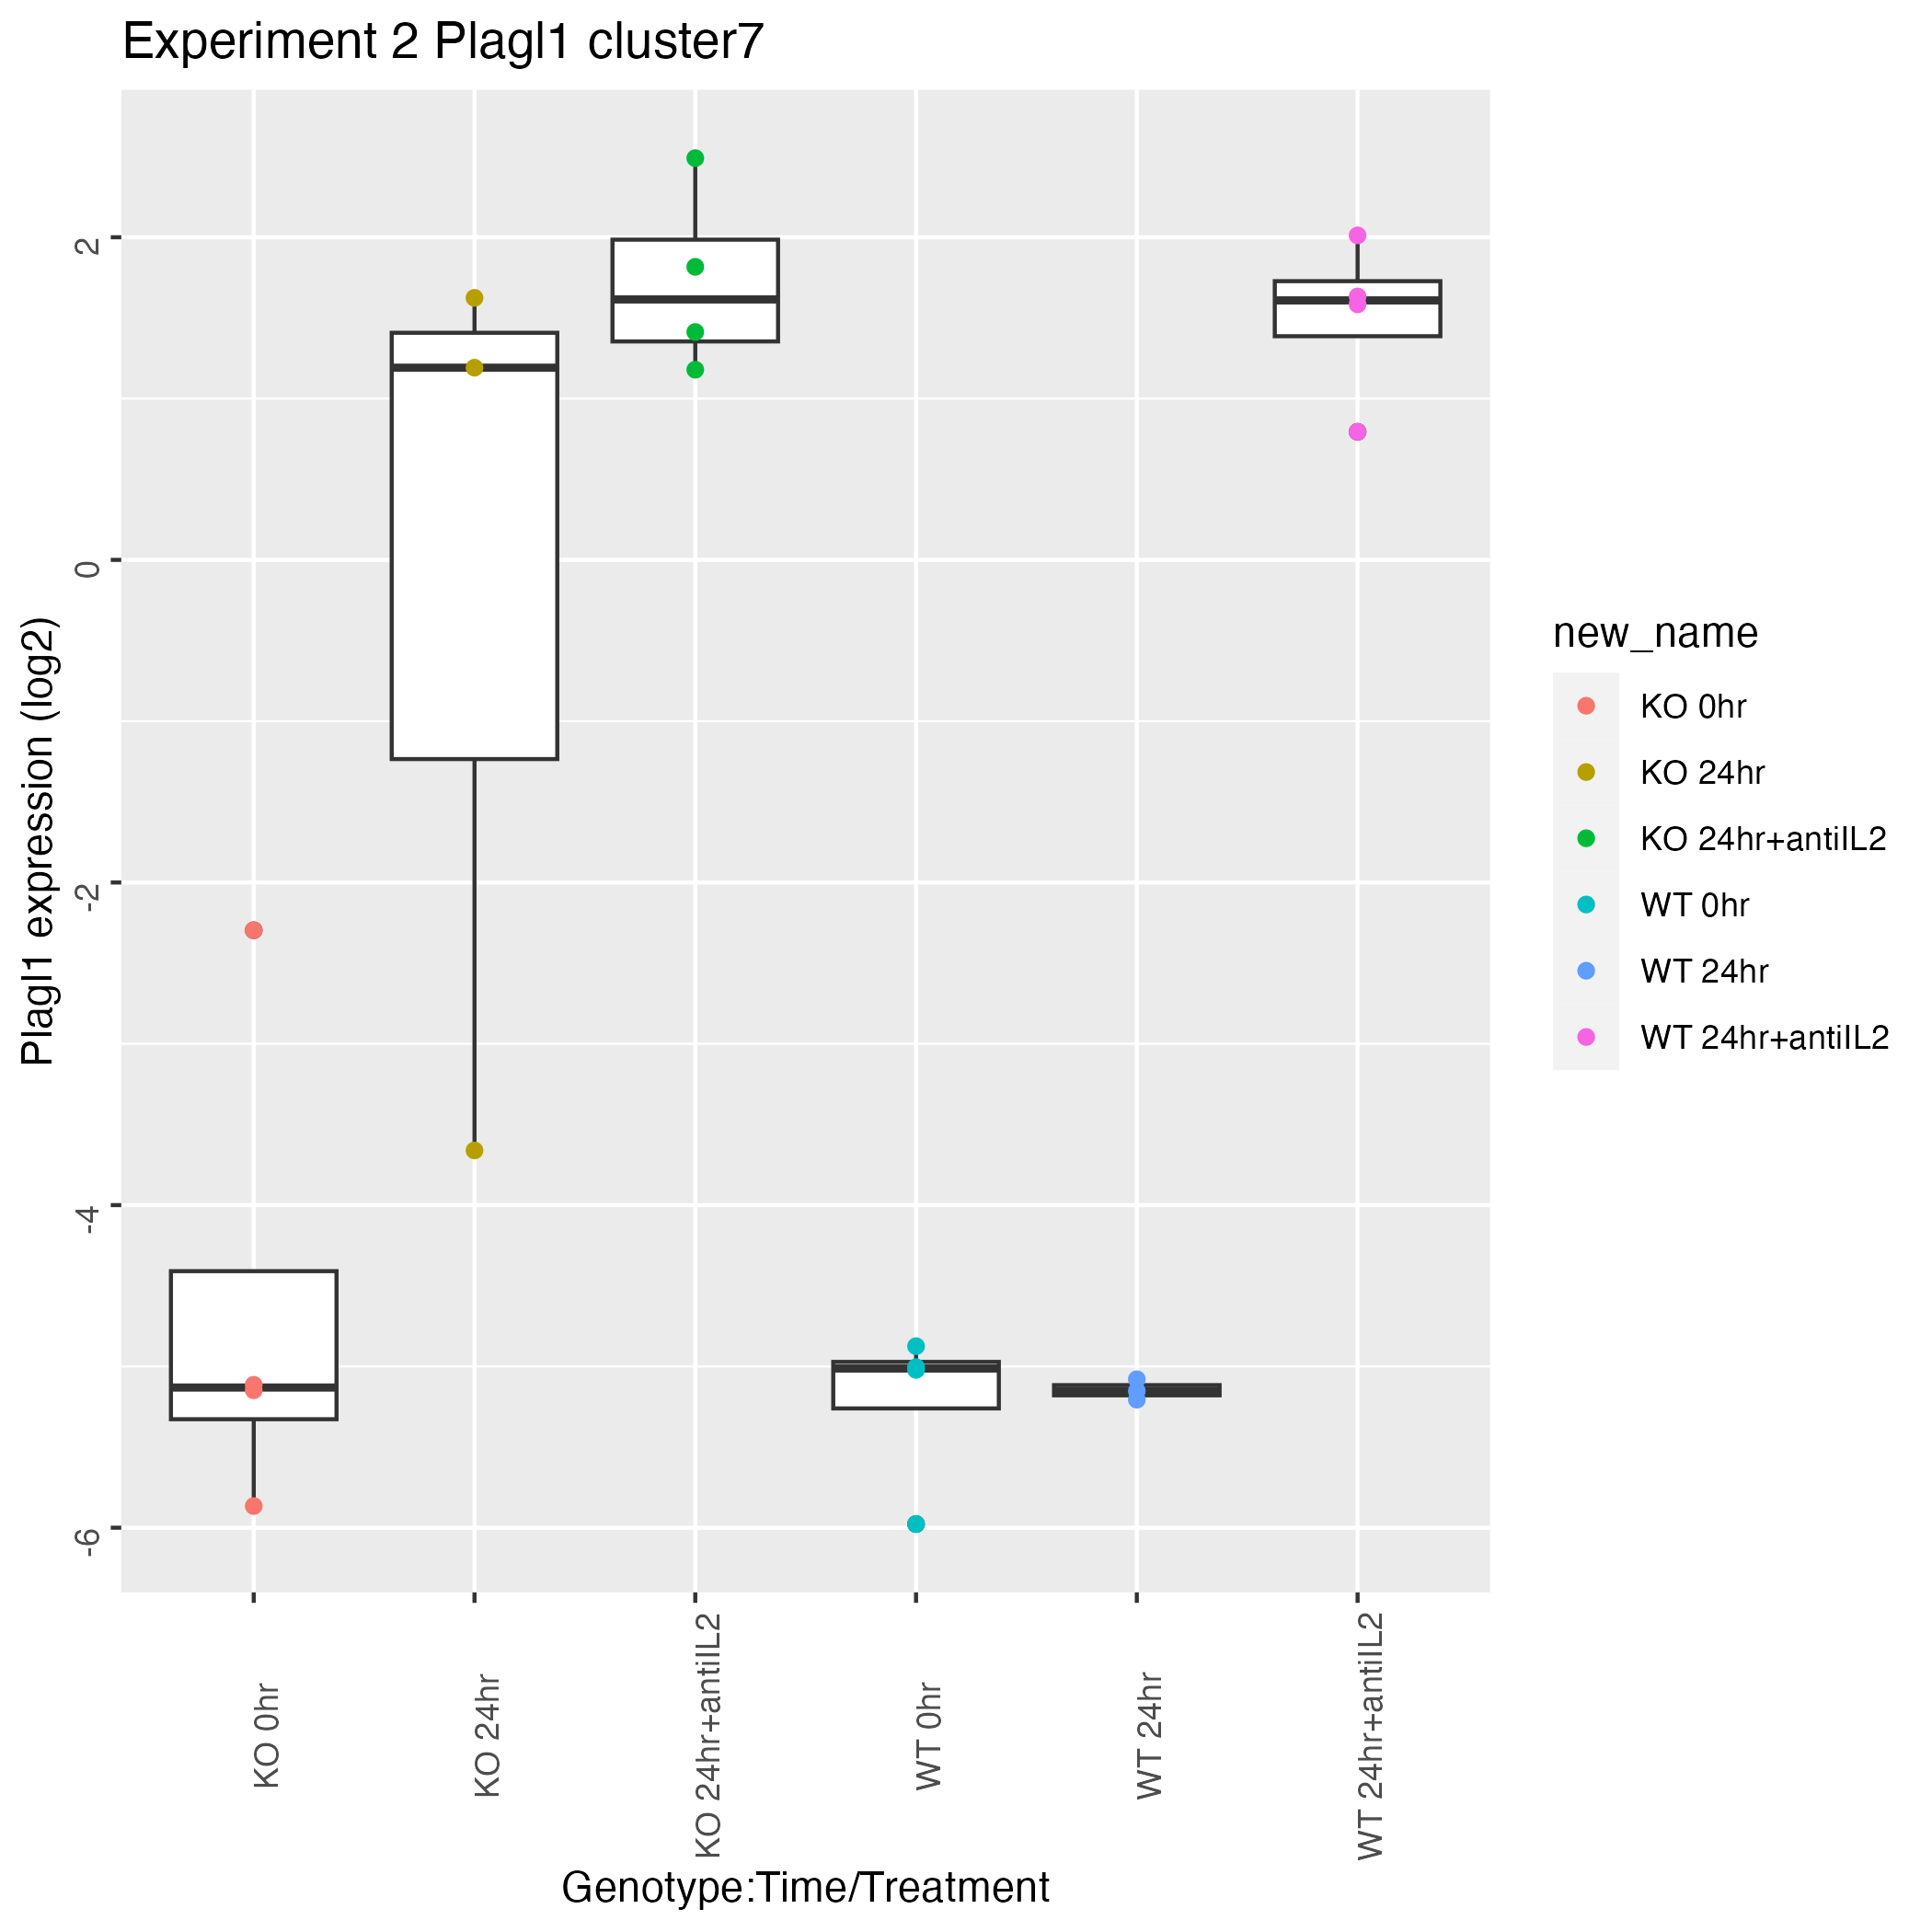 Experiment 2 Plagl1 cluster7
Plagl1 expression (log2)
2
0
-2
-4
-6
KO 0hr
KO 24hr
KO 24hr+antiIL2
WT 0hr
WT 24hr
WT 24hr+antiIL2
Genotype:Time/Treatment
new_name
KO 0hr
KO 24hr
KO 24hr+antiIL2
WT 0hr
WT 24hr
WT 24hr+antiIL2